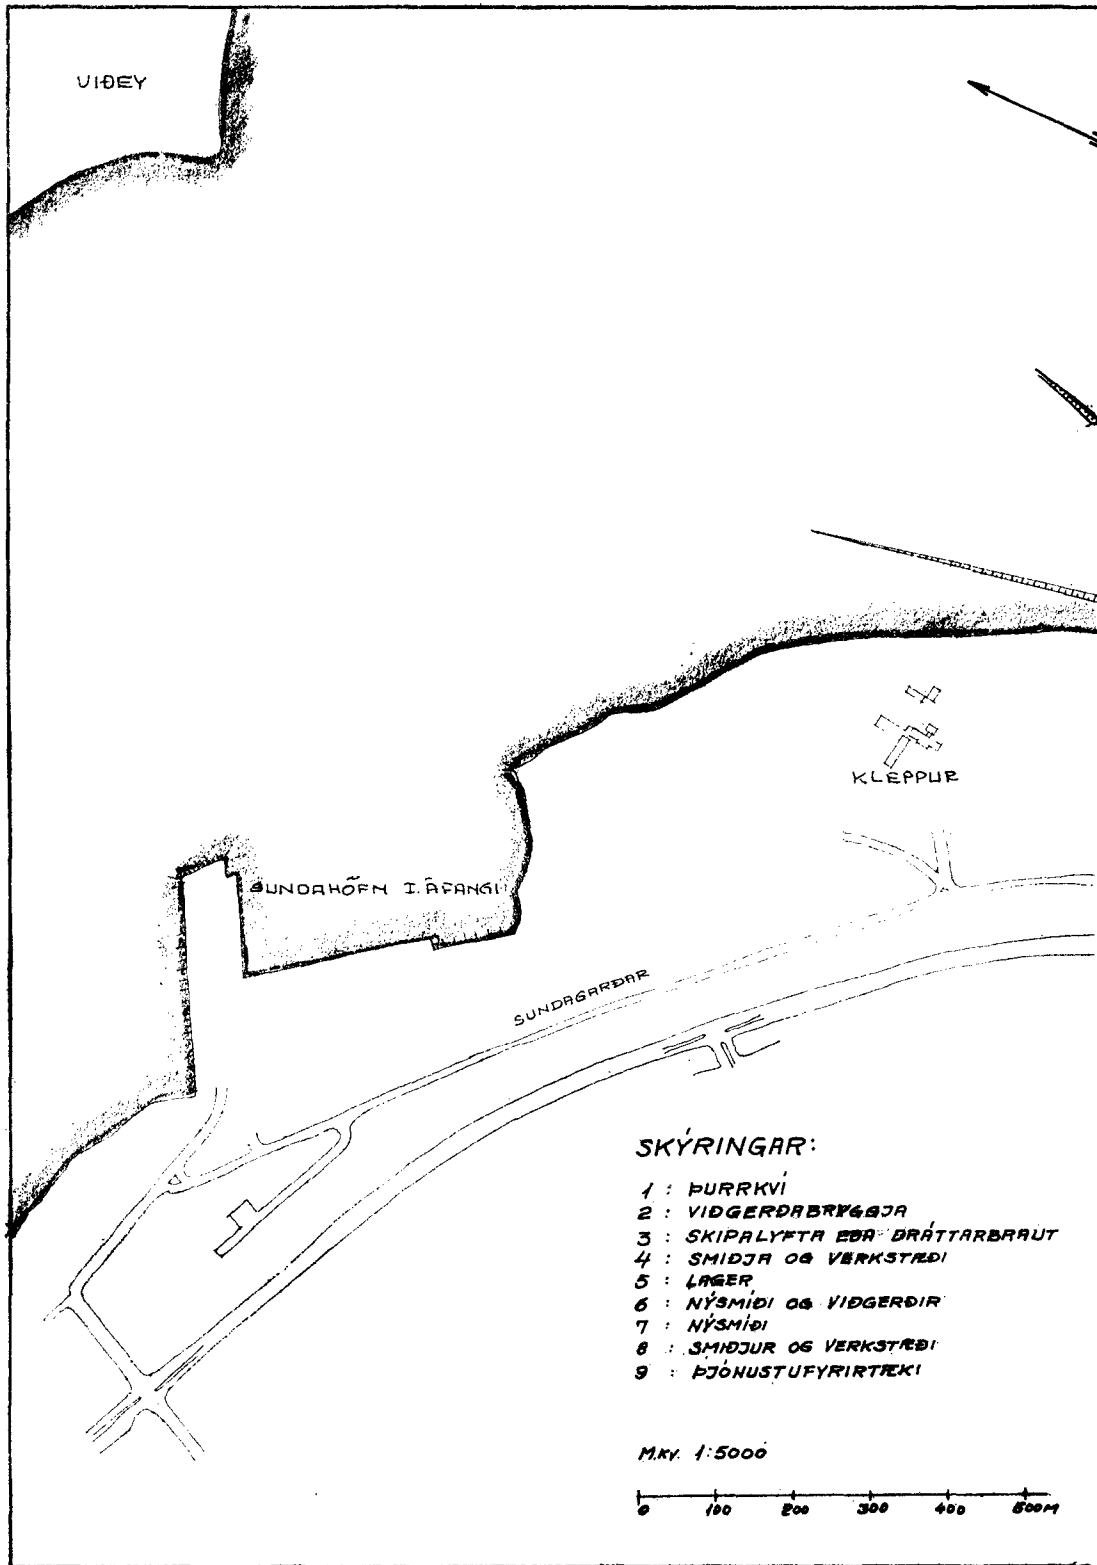 VIÐEY
KLEPPUR
SUNDAHÖFN I. ÁFANGI
SUNDAGARÐAR
SKÝRINGAR:
1 : ÞURRKVÍ
2 : VIÐGERÐABRYGGJA
3 : SKIPALYFTA EÐA DRÁTTARBRAUT
4 : SMIÐJA OG VERKSTÆÐI
5 : LAGER
6 : NÝSMÍÐI OG VIÐGERÐIR
7 : NÝSMÍÐI
8 : SMIÐJUR OG VERKSTÆÐI
9 : ÞJÓNUSTUFYRIRTÆKI
M.KV. 1:5000
0 100 200 300 400 500M